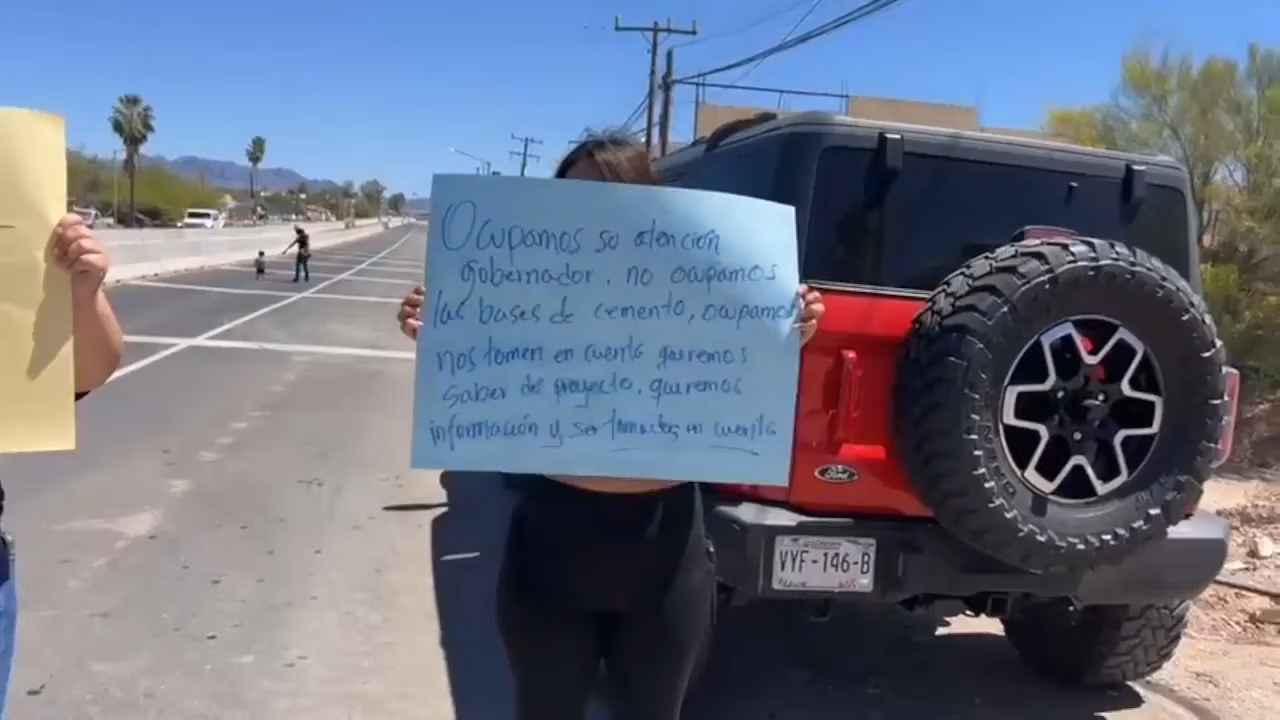 Ocupamos su atención
gobernador, no ocupamos
las bases de cemento, ocupamos
nos tomen en cuenta queremos
saber del proyecto, queremos
información y ser tomados en cuenta
Ford
VYF-146-B